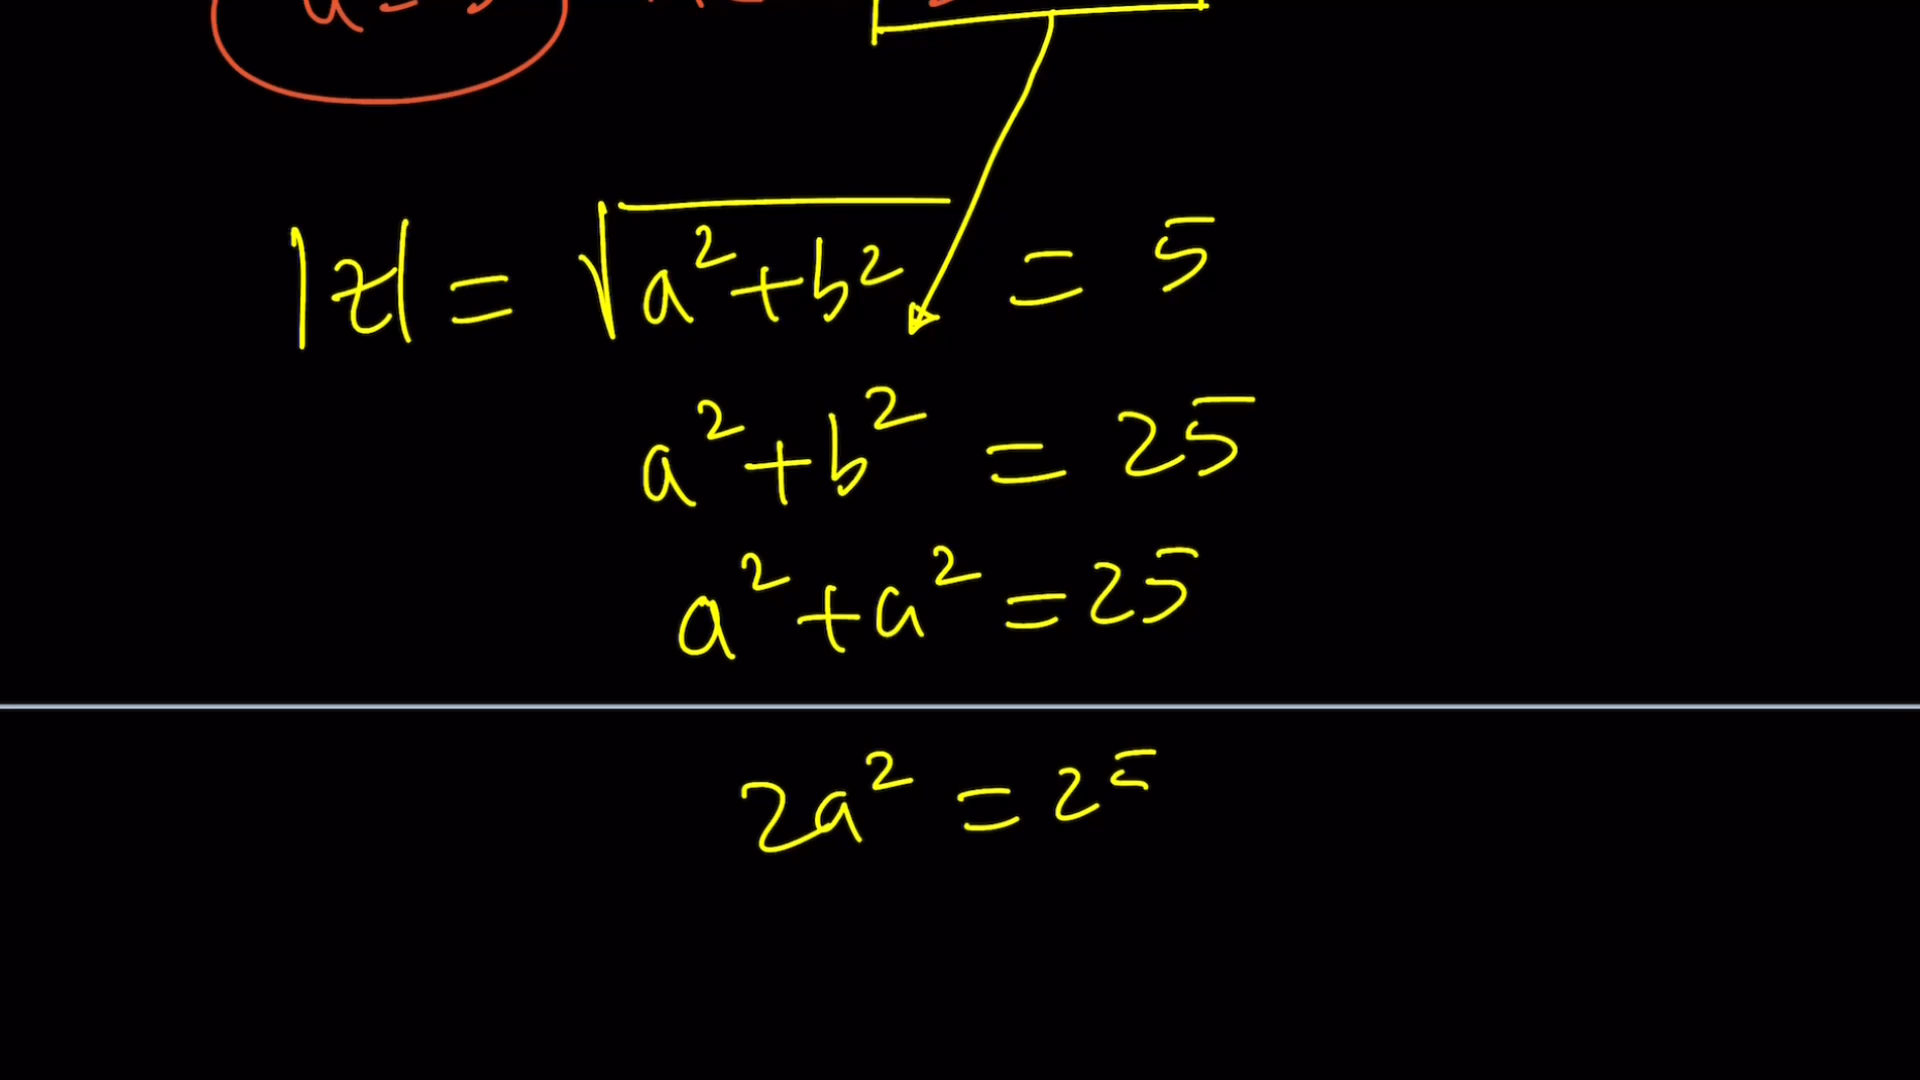 |z| = √(a² + b²) = 5
a² + b² = 25
a² + a² = 25
2a² = 25